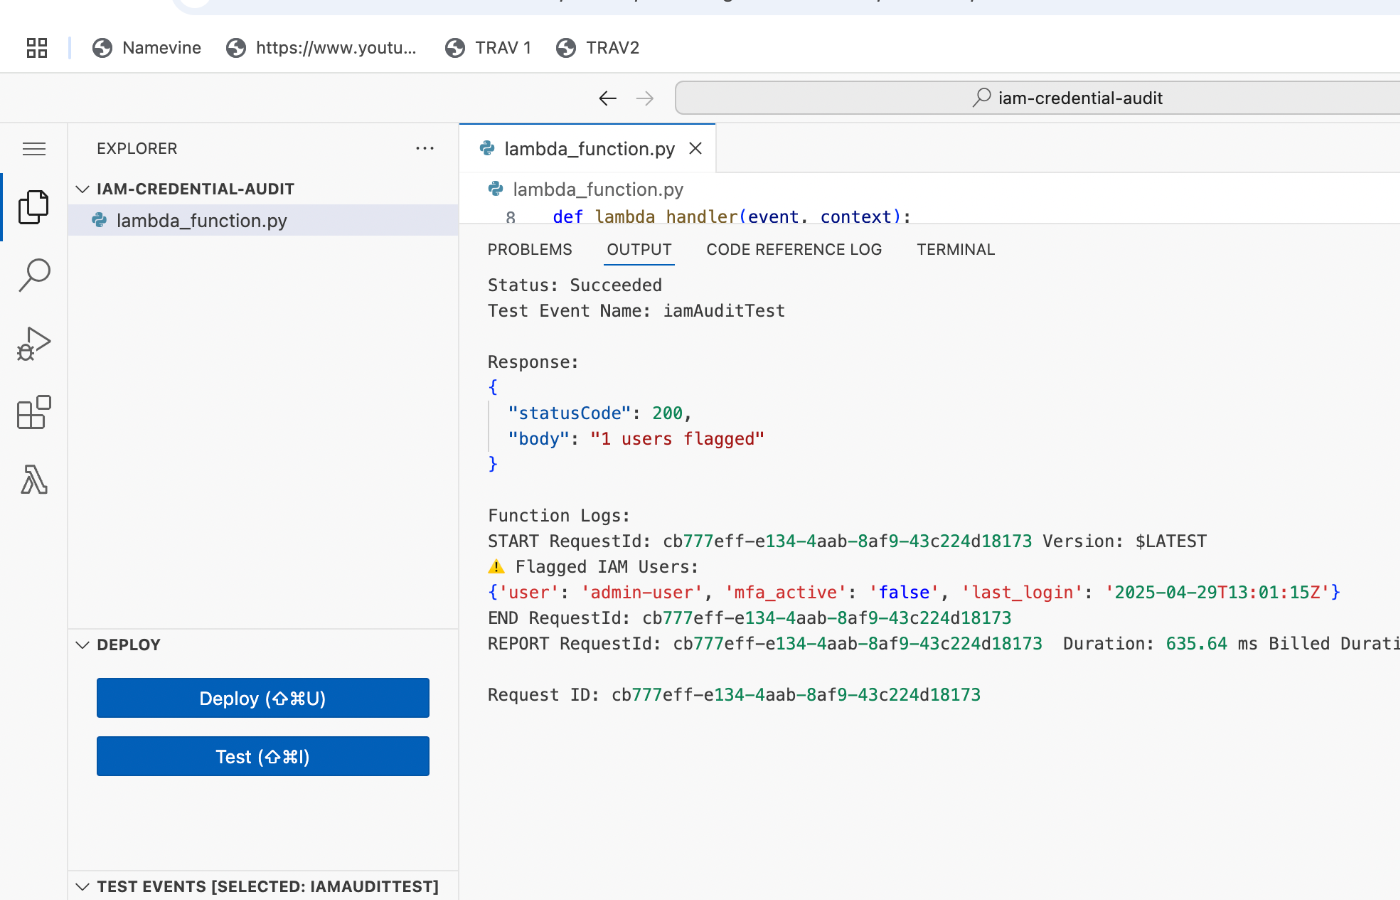 Namevine
https://www.youtu...
TRAV 1
TRAV2
iam-credential-audit
EXPLORER
IAM-CREDENTIAL-AUDIT
lambda_function.py
lambda_function.py
lambda_function.py
8 def lambda_handler(event, context):
PROBLEMS
OUTPUT
CODE REFERENCE LOG
TERMINAL
Status: Succeeded
Test Event Name: iamAuditTest
Response:
{
"statusCode": 200,
"body": "1 users flagged"
}
Function Logs:
START RequestId: cb777eff-e134-4aab-8af9-43c224d18173 Version: $LATEST
⚠️ Flagged IAM Users:
{'user': 'admin-user', 'mfa_active': 'false', 'last_login': '2025-04-29T13:01:15Z'}
END RequestId: cb777eff-e134-4aab-8af9-43c224d18173
REPORT RequestId: cb777eff-e134-4aab-8af9-43c224d18173 Duration: 635.64 ms Billed Durati
Request ID: cb777eff-e134-4aab-8af9-43c224d18173
DEPLOY
Deploy (⇧⌘U)
Test (⇧⌘I)
TEST EVENTS [SELECTED: IAMAUDITTEST]